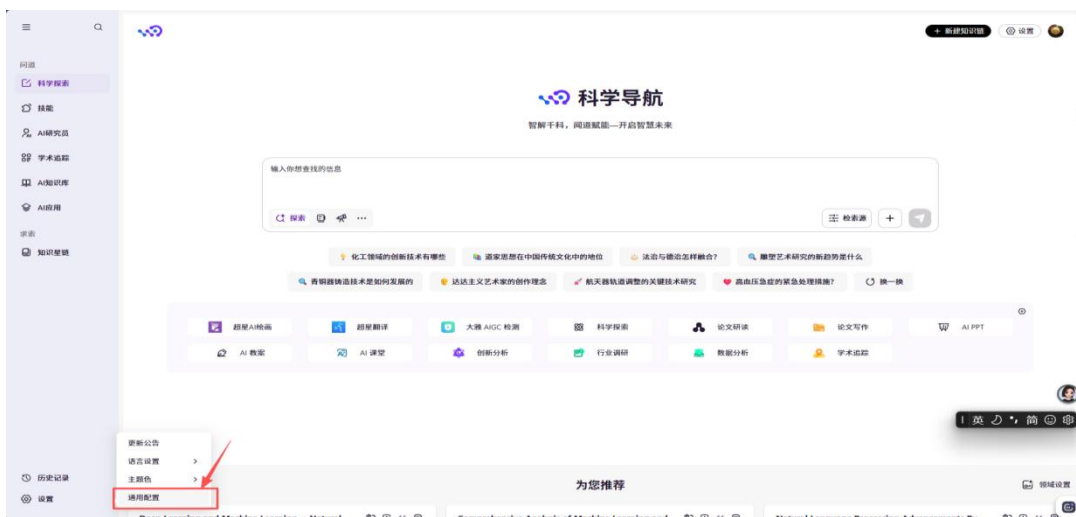 + 新建知识链
设置
问道
科学探索
技能
AI研究员
学术追踪
AI知识库
AI应用
求索
知识星链
科学导航
智解千科，问道赋能—开启智慧未来
输入你想查找的信息
探索
检索源
化工领域的创新技术有哪些
道家思想在中国传统文化中的地位
法治与德治怎样融合？
雕塑艺术研究的新趋势是什么
青铜器铸造技术是如何发展的
达达主义艺术家的创作理念
航天器轨道调整的关键技术研究
高血压急症的紧急处理措施？
换一换
超星AI绘画
超星翻译
大雅 AIGC 检测
科学探索
论文研读
论文写作
AI PPT
AI 教案
AI 课堂
创新分析
行业调研
数据分析
学术追踪
英 简
更新公告
语言设置
主题色
通用配置
历史记录
设置
为您推荐
领域设置